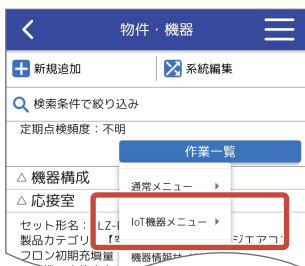 物件・機器
新規追加 系統編集
検索条件で絞り込み
定期点検頻度：不明
作業一覧
△ 機器構成
通常メニュー
△ 応接室
IoT機器メニュー
セット形名： LZ-
製品カテゴリ
フロン初期充填量
機器情報サ